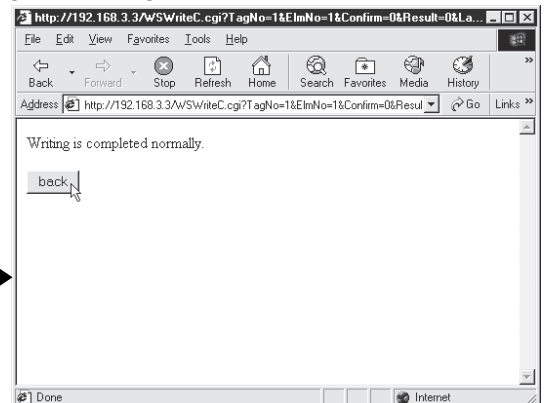 http://192.168.3.3/WSWriteC.cgi?TagNo=1&ElmNo=1&Confirm=0&Result=0&La...
File Edit View Favorites Tools Help
Back Forward Stop Refresh Home Search Favorites Media History »
Address http://192.168.3.3/WSWriteC.cgi?TagNo=1&ElmNo=1&Confirm=0&Resul Go Links »
Writing is completed normally.
back
Done Internet